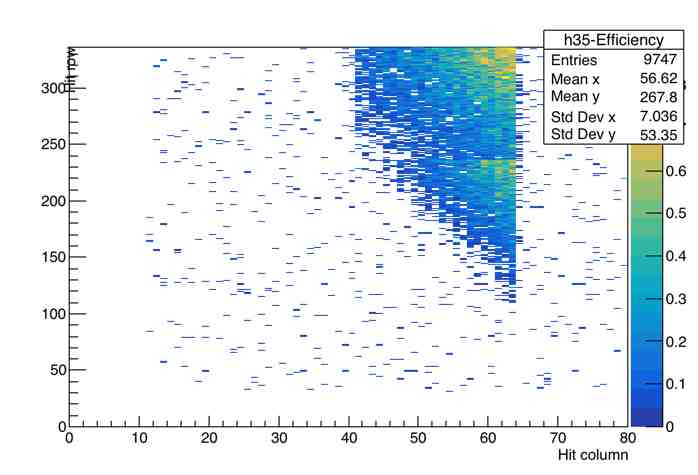 h35-Efficiency
Entries 9747
Mean x 56.62
Mean y 267.8
Std Dev x 7.036
Std Dev y 53.35
300
250
200
150
100
50
0
0 10 20 30 40 50 60 70 80
Hit column
0.6
0.5
0.4
0.3
0.2
0.1
0